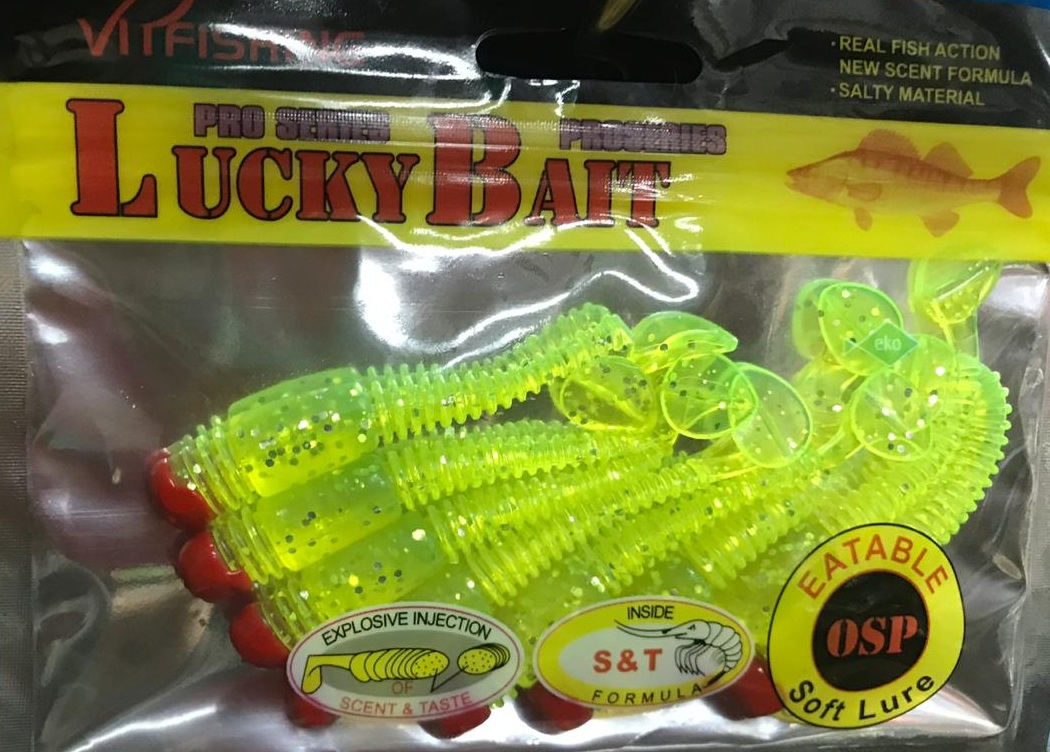 VITFISHING
· REAL FISH ACTION
NEW SCENT FORMULA
· SALTY MATERIAL
PRO SERIES PROSERIES
LUCKY BAIT
eko
EXPLOSIVE INJECTION
OF
SCENT & TASTE
INSIDE
S&T
FORMULA
EATABLE
OSP
Soft Lure